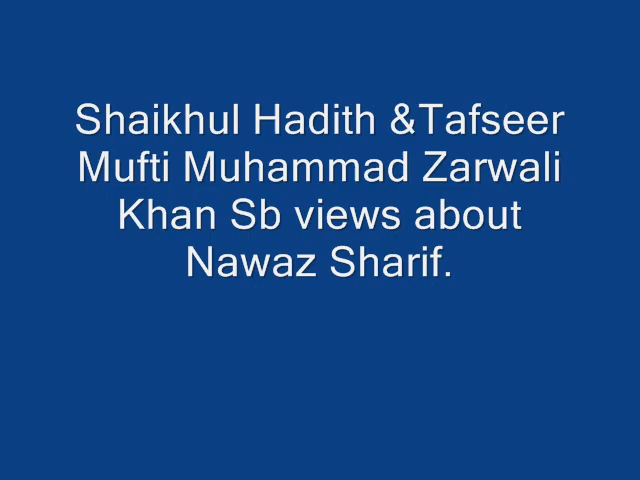 Shaikhul Hadith &Tafseer
Mufti Muhammad Zarwali
Khan Sb views about
Nawaz Sharif.